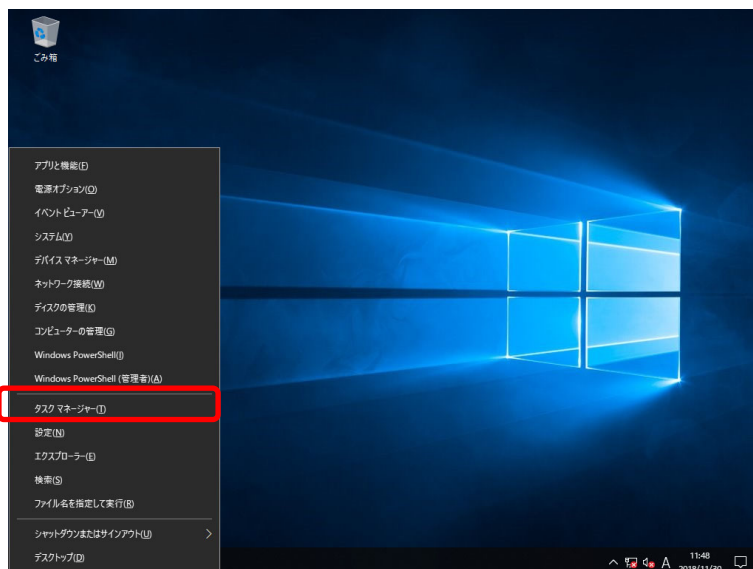 ごみ箱
アプリと機能(F)
電源オプション(O)
イベント ビューアー(V)
システム(Y)
デバイス マネージャー(M)
ネットワーク接続(W)
ディスクの管理(K)
コンピューターの管理(G)
Windows PowerShell(I)
Windows PowerShell (管理者)(A)
タスク マネージャー(T)
設定(N)
エクスプローラー(E)
検索(S)
ファイル名を指定して実行(R)
シャットダウンまたはサインアウト(U)
デスクトップ(D)
A
11:48
2018/11/30